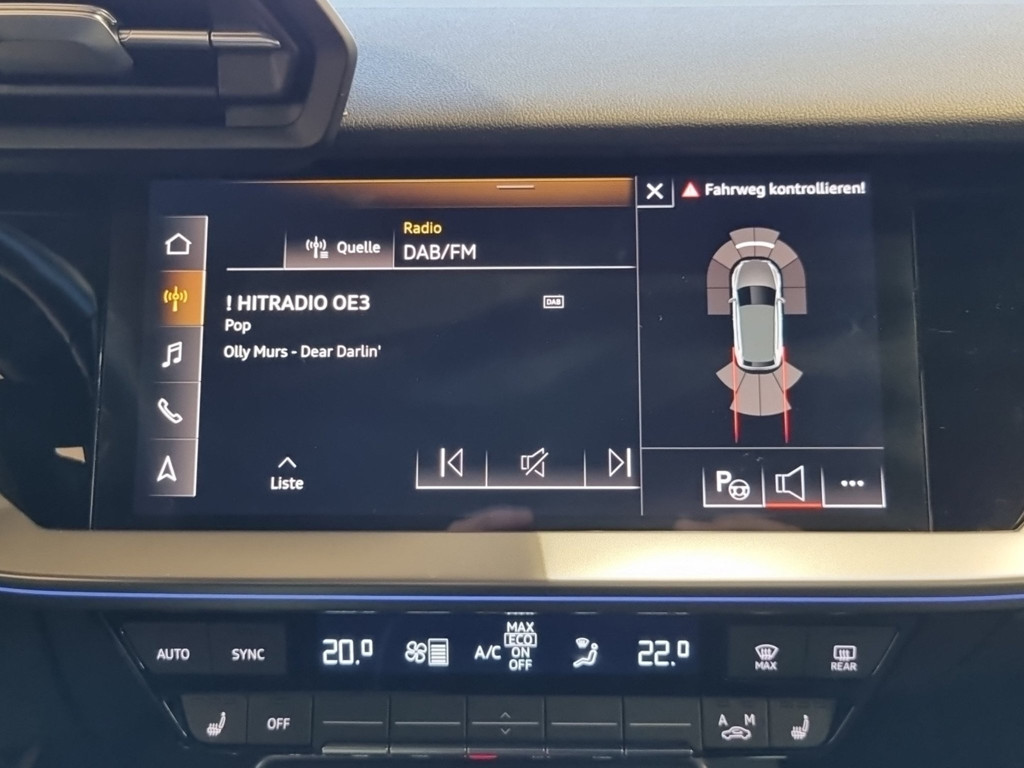 Fahrweg kontrollieren!
Quelle
Radio
DAB/FM
! HITRADIO OE3
DAB
Pop
Olly Murs - Dear Darlin'
Liste
P
AUTO
SYNC
20.0
A/C
MAX
ECO
ON
OFF
22.0
MAX
REAR
OFF
A M